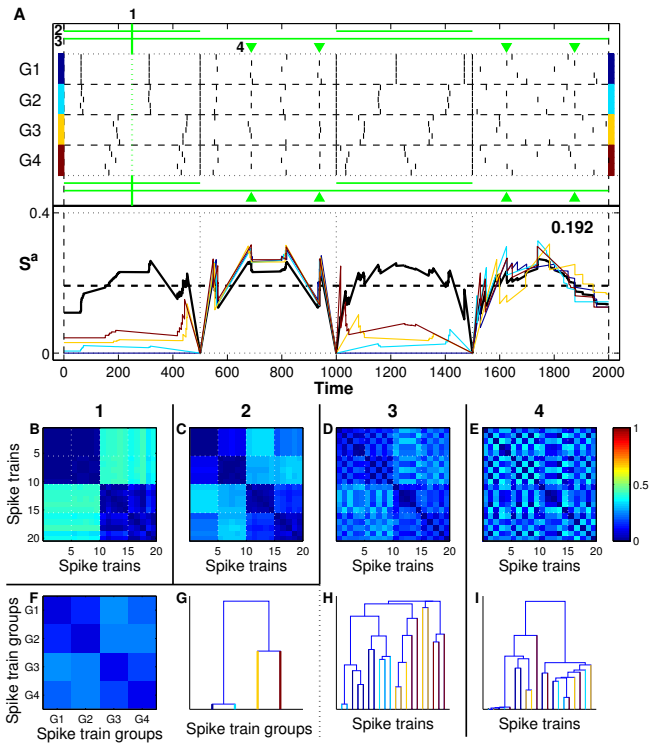 A
1
2
3
4
G1
G2
G3
G4
0.4
0.192
Sa
0
0 200 400 600 800 1000 1200 1400 1600 1800 2000
Time
1 2 3 4
B C D E
5 10 15 20
5 10 15 20
5 10 15 20
5 10 15 20
5 10 15 20
Spike trains
Spike trains Spike trains Spike trains Spike trains
1
0.5
0
F G H I
G1
G2
G3
G4
G1 G2 G3 G4
Spike train groups
Spike train groups Spike train groups Spike trains Spike trains